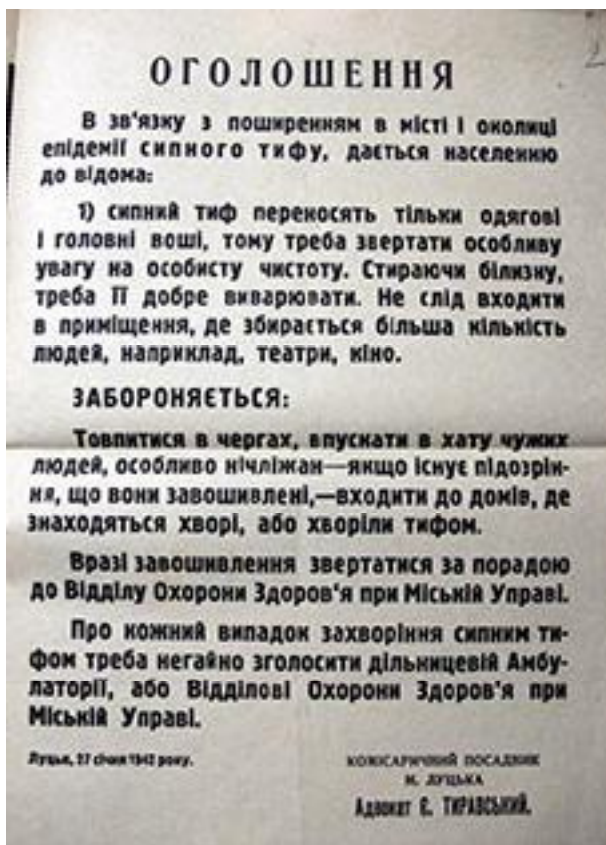 ОГОЛОШЕННЯ
В зв'язку з поширенням в місті і околиці
епідемії сипного тифу, дається населенню
до відома:
1) сипний тиф переносять тільки одягові
і головні воші, тому треба звертати особливу
увагу на особисту чистоту. Стираючи білизну,
треба її добре виварювати. Не слід входити
в приміщення, де збирається більша кількість
людей, наприклад, театри, кіно.
ЗАБОРОНЯЄТЬСЯ:
Товпитися в чергах, впускати в хату чужих
людей, особливо нічліжан—якщо існує підозрін-
ня, що вони завошивлені,—входити до домів, де
знаходяться хворі, або хворіли тифом.
Вразі завошивлення звертатися за порадою
до Відділу Охорони Здоров'я при Міській Управі.
Про кожний випадок захворіння сипним ти-
фом треба негайно зголосити дільницевій Амбу-
латорії, або Відділові Охорони Здоров'я при
Міській Управі.
Луцьк, 27 січня 1942 року.
КОМІСАРИЧНИЙ ПОСАДНИК
М. ЛУЦЬКА
Адвокат Є. ТИРАВСЬКИЙ.
2